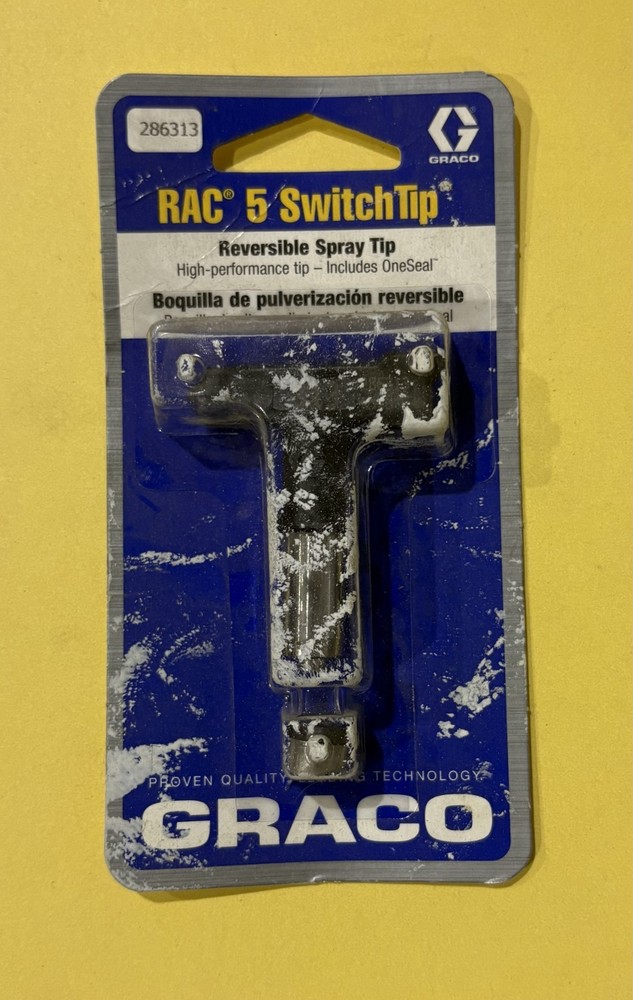 286313
GRACO
RAC® 5 SwitchTip™
Reversible Spray Tip
High-performance tip – Includes OneSeal™
Boquilla de pulverización reversible
PROVEN QUALITY. TECHNOLOGY.
GRACO